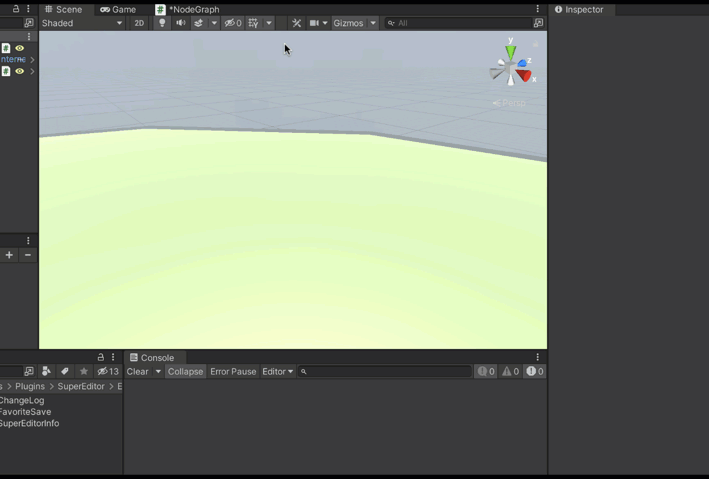 Scene Game *NodeGraph Inspector
Shaded 2D 0 Gizmos All
y
z
x
Persp
13 Console
Clear Collapse Error Pause Editor 0 0 0
> Plugins > SuperEditor > E
ChangeLog
FavoriteSave
SuperEditorInfo